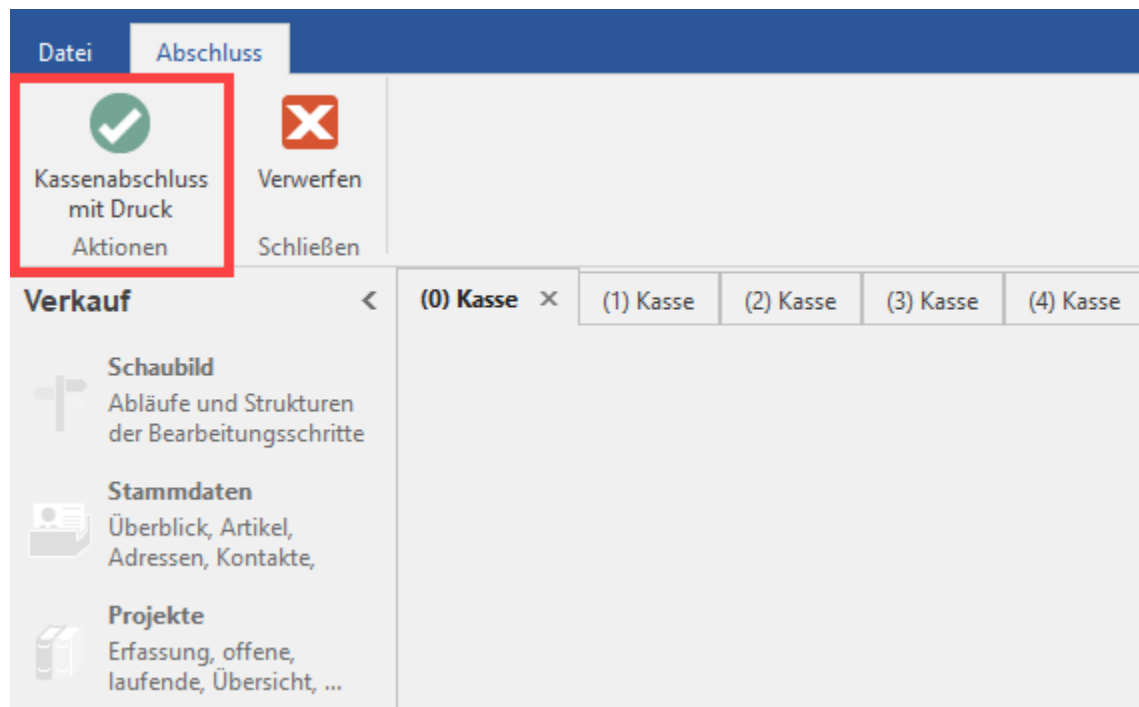 Datei Abschluss
Kassenabschluss
mit Druck
Aktionen
Verwerfen
Schließen
Verkauf
(0) Kasse (1) Kasse (2) Kasse (3) Kasse (4) Kasse
Schaubild
Abläufe und Strukturen
der Bearbeitungsschritte
Stammdaten
Überblick, Artikel,
Adressen, Kontakte,
Projekte
Erfassung, offene,
laufende, Übersicht, ...